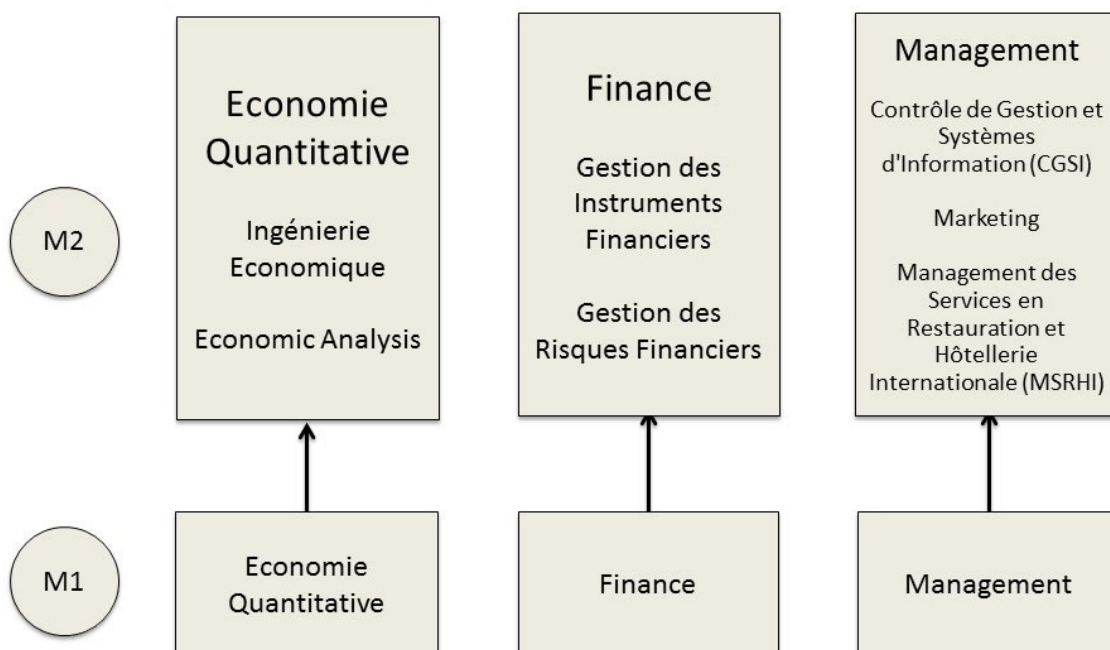 M2
Economie
Quantitative
Ingénierie
Economique
Economic Analysis
Finance
Gestion des
Instruments
Financiers
Gestion des
Risques Financiers
Management
Contrôle de Gestion et
Systèmes
d'Information (CGSI)
Marketing
Management des
Services en
Restauration et
Hôtellerie
Internationale (MSRHI)
M1
Economie
Quantitative
Finance
Management